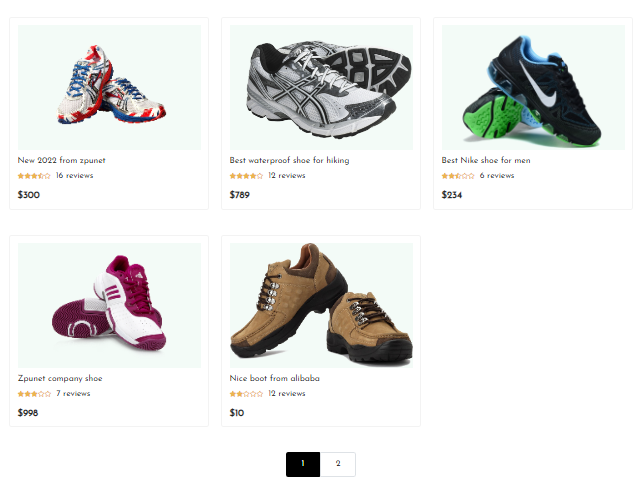 New 2022 from zpunet
16 reviews
$300
Best waterproof shoe for hiking
12 reviews
$789
Best Nike shoe for men
6 reviews
$234
Zpunet company shoe
7 reviews
$998
Nice boot from alibaba
12 reviews
$10
1 2